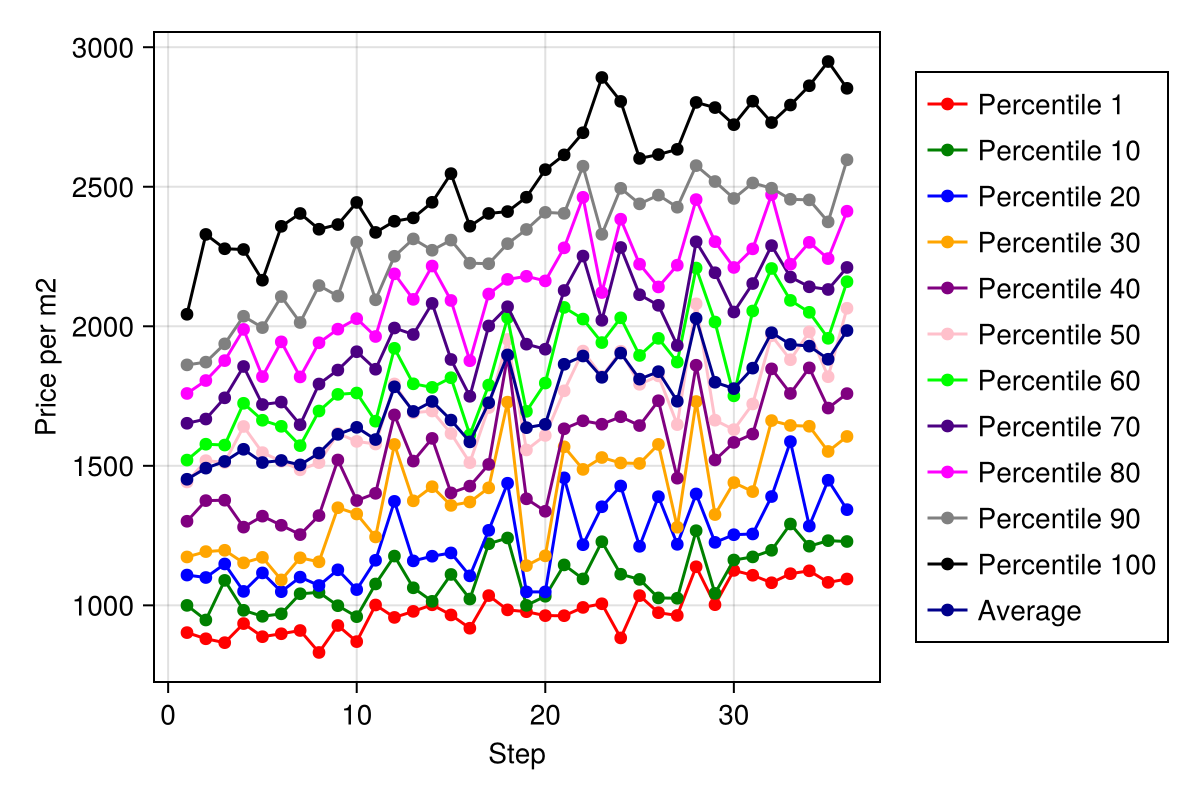 3000
2500
2000
1500
1000
Price per m2
0 10 20 30
Step
Percentile 1
Percentile 10
Percentile 20
Percentile 30
Percentile 40
Percentile 50
Percentile 60
Percentile 70
Percentile 80
Percentile 90
Percentile 100
Average